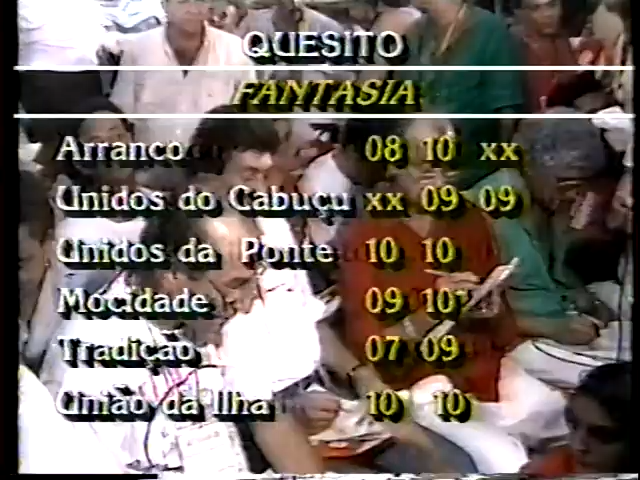 QUESITO
FANTASIA
Arranco 08 10 xx
Unidos do Cabuçu xx 09 09
Unidos da Ponte 10 10
Mocidade 09 10
Tradição 07 09
União da Ilha 10 10